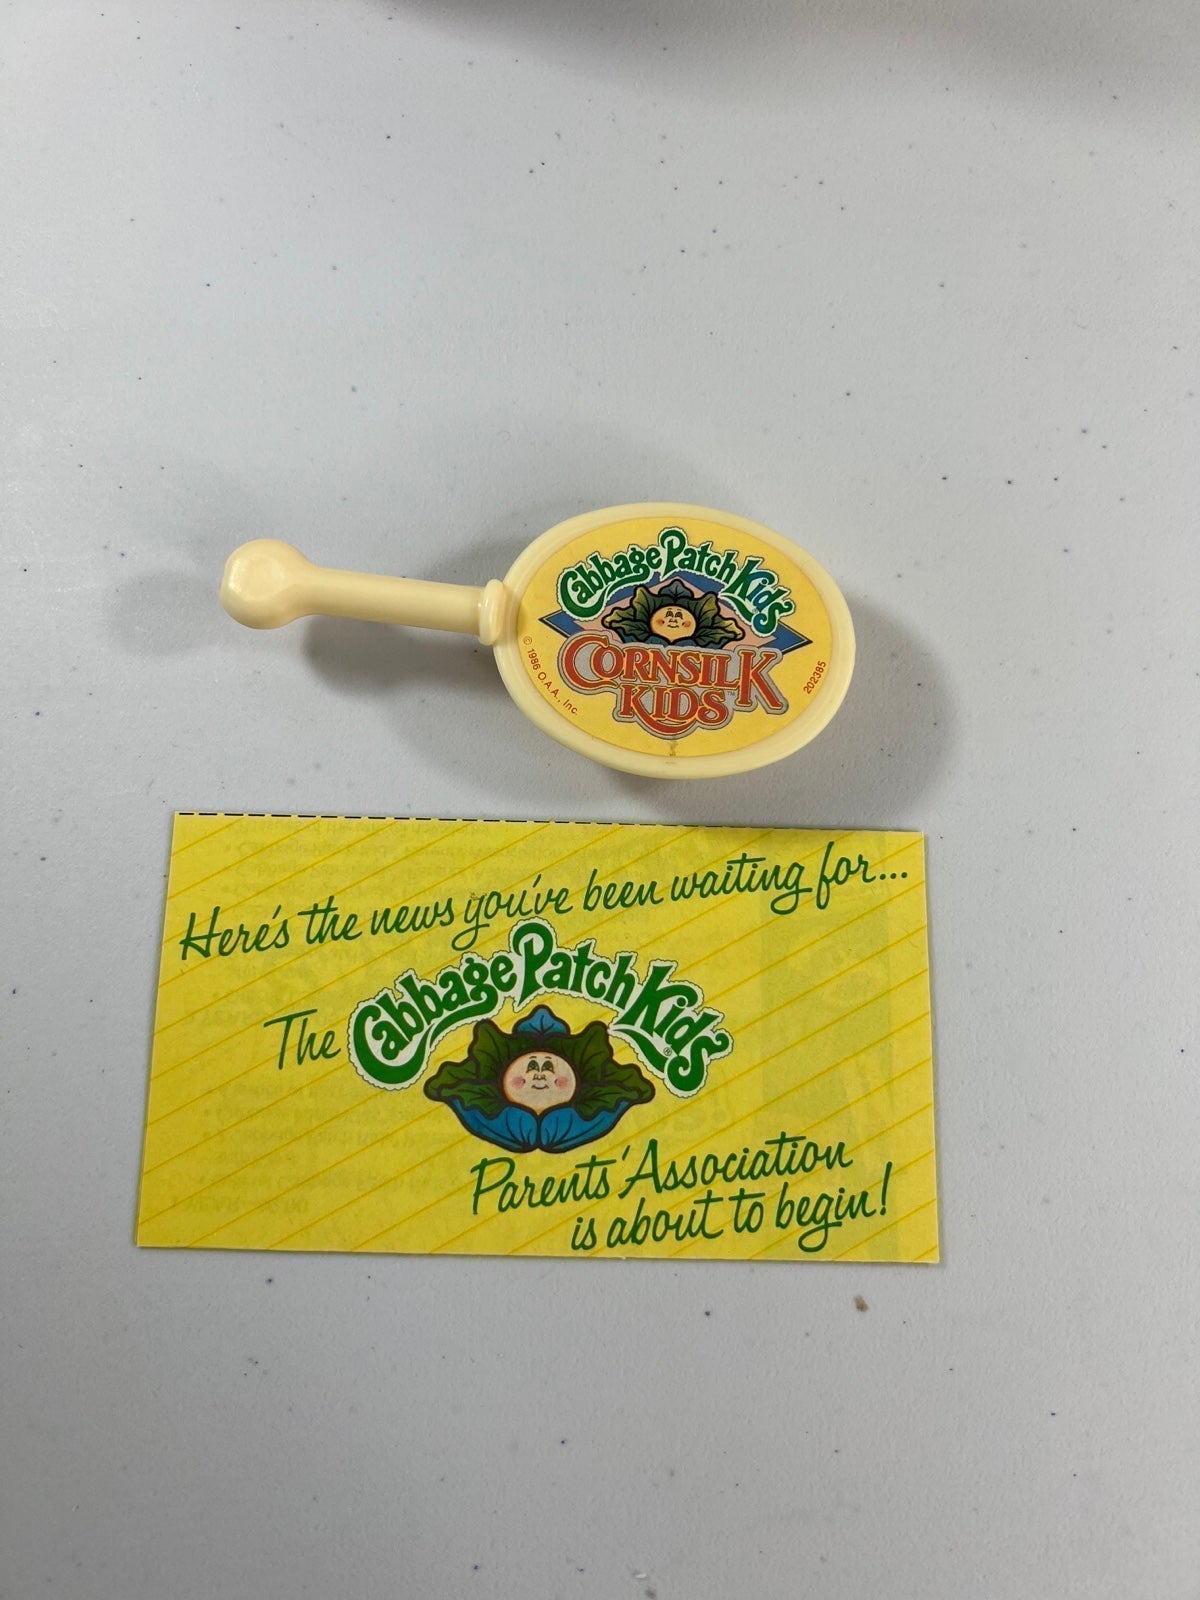 Cabbage Patch Kids
CORNSILK
KIDS™
© 1986 O.A.A., Inc.
202385
Here's the news you've been waiting for...
The Cabbage Patch Kids®
Parents' Association
is about to begin!